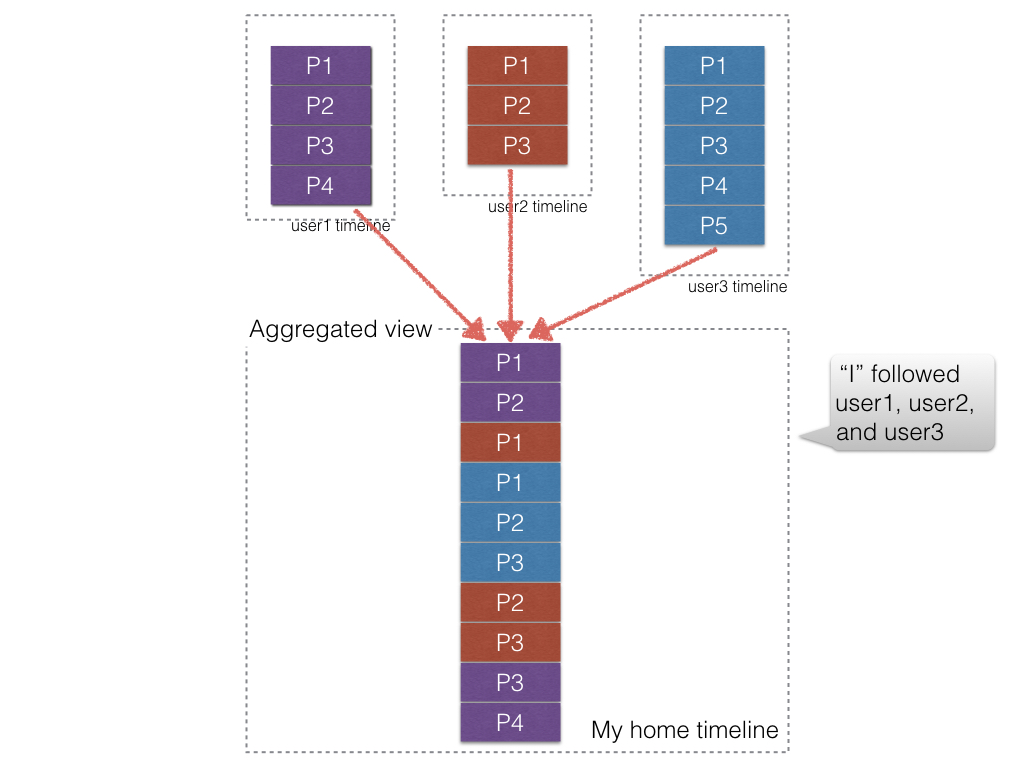 P1
P2
P3
P4
user1 timeline
P1
P2
P3
user2 timeline
P1
P2
P3
P4
P5
user3 timeline
Aggregated view
P1
P2
P1
P1
P2
P3
P2
P3
P3
P4
My home timeline
“I” followed
user1, user2,
and user3